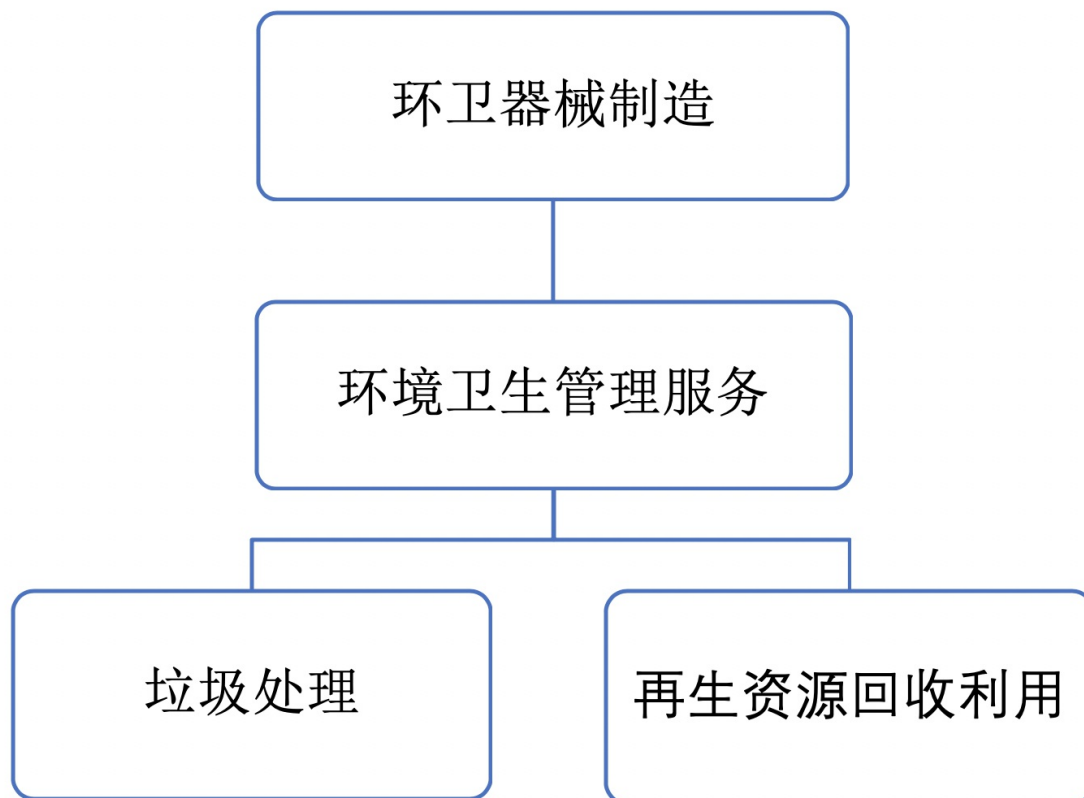 环卫器械制造
环境卫生管理服务
垃圾处理
再生资源回收利用